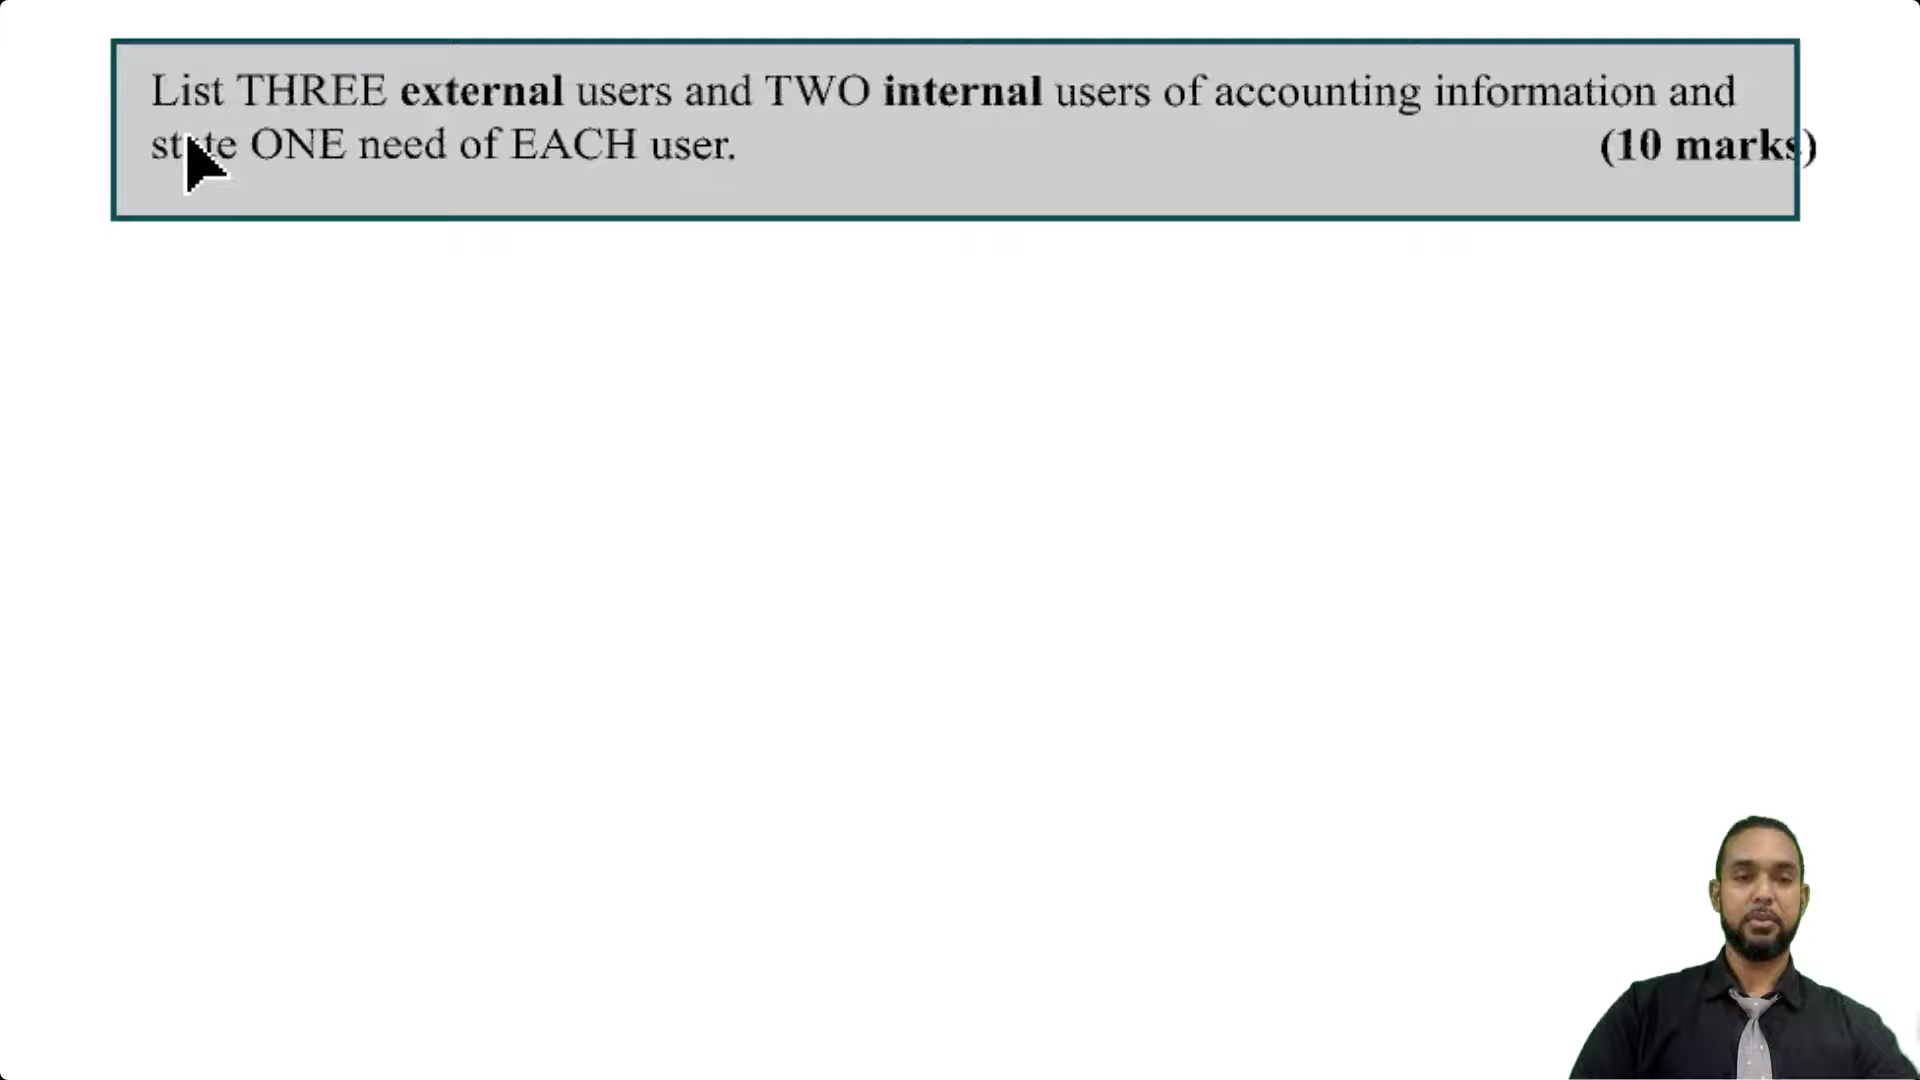 List THREE external users and TWO internal users of accounting information and
state ONE need of EACH user. (10 marks)